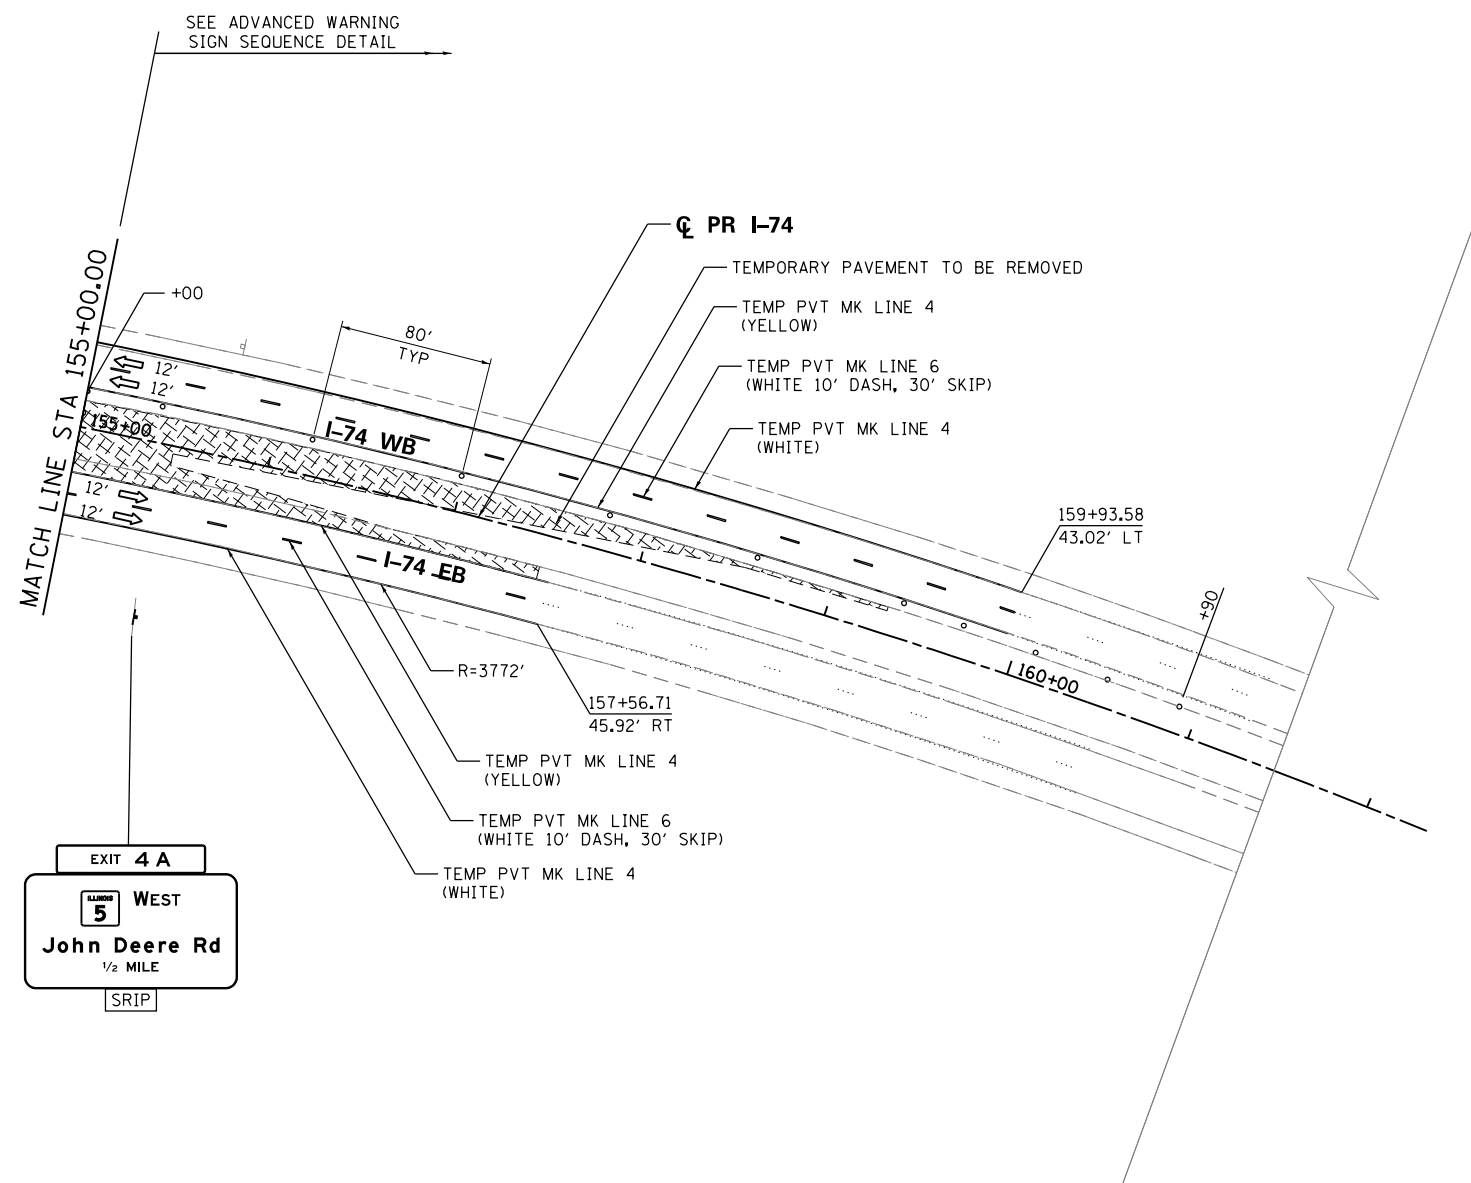 SEE ADVANCED WARNING
SIGN SEQUENCE DETAIL
MATCH LINE STA 155+00.00
+00
80'
TYP
℄ PR I-74
TEMPORARY PAVEMENT TO BE REMOVED
TEMP PVT MK LINE 4
(YELLOW)
TEMP PVT MK LINE 6
(WHITE 10' DASH, 30' SKIP)
TEMP PVT MK LINE 4
(WHITE)
12'
12'
155+00
I-74 WB
12'
12'
I-74 EB
159+93.58
43.02' LT
+90
160+00
R=3772'
157+56.71
45.92' RT
TEMP PVT MK LINE 4
(YELLOW)
TEMP PVT MK LINE 6
(WHITE 10' DASH, 30' SKIP)
TEMP PVT MK LINE 4
(WHITE)
EXIT 4 A
ILLINOIS
5 WEST
John Deere Rd
1/2 MILE
SRIP